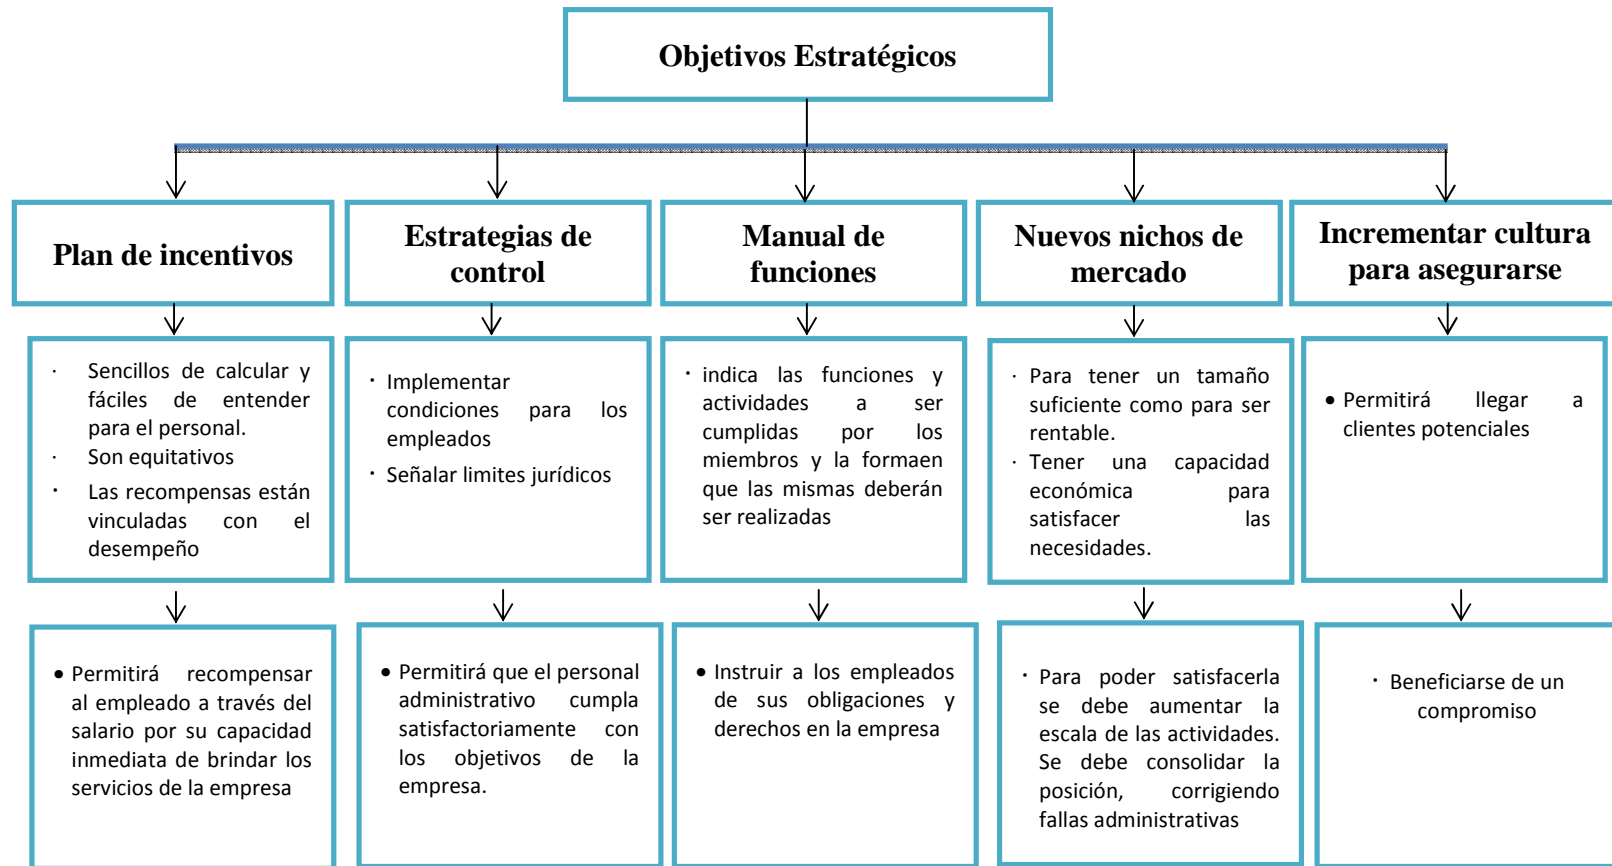 Objetivos Estratégicos
Plan de incentivos
Estrategias de
control
Manual de
funciones
Nuevos nichos de
mercado
Incrementar cultura
para asegurarse
· Sencillos de calcular y
fáciles de entender
para el personal.
· Son equitativos
· Las recompensas están
vinculadas con el
desempeño
· Implementar
condiciones para los
empleados
· Señalar limites jurídicos
· indica las funciones y
actividades a ser
cumplidas por los
miembros y la formaen
que las mismas deberán
ser realizadas
· Para tener un tamaño
suficiente como para ser
rentable.
· Tener una capacidad
económica para
satisfacer las
necesidades.
• Permitirá llegar a
clientes potenciales
• Permitirá recompensar
al empleado a través del
salario por su capacidad
inmediata de brindar los
servicios de la empresa
• Permitirá que el personal
administrativo cumpla
satisfactoriamente con
los objetivos de la
empresa.
• Instruir a los empleados
de sus obligaciones y
derechos en la empresa
· Para poder satisfacerla
se debe aumentar la
escala de las actividades.
Se debe consolidar la
posición, corrigiendo
fallas administrativas
· Beneficiarse de un
compromiso